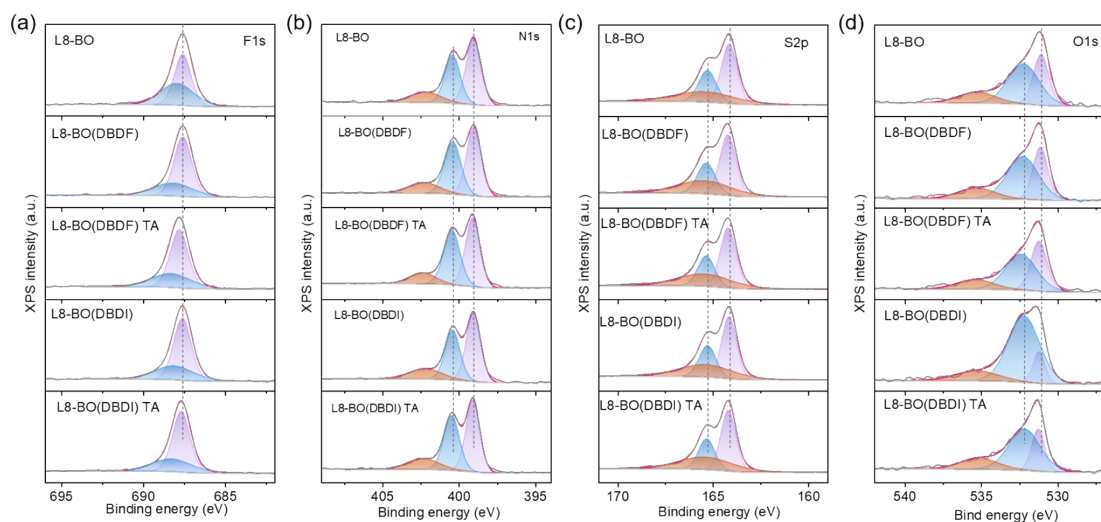 (a)
XPS intensity (a.u.)
F1s
L8-BO
L8-BO(DBDF)
L8-BO(DBDF) TA
L8-BO(DBDI)
L8-BO(DBDI) TA
695 690 685
Binding energy (eV)
(b)
XPS intensity (a.u.)
N1s
L8-BO
L8-BO(DBDF)
L8-BO(DBDF) TA
L8-BO(DBDI)
L8-BO(DBDI) TA
405 400 395
Binding energy (eV)
(c)
XPS intensity (a.u.)
S2p
L8-BO
L8-BO(DBDF)
L8-BO(DBDF) TA
L8-BO(DBDI)
L8-BO(DBDI) TA
170 165 160
Binding energy (eV)
(d)
XPS intensity (a.u.)
O1s
L8-BO
L8-BO(DBDF)
L8-BO(DBDF) TA
L8-BO(DBDI)
L8-BO(DBDI) TA
540 535 530
Bind energy (eV)